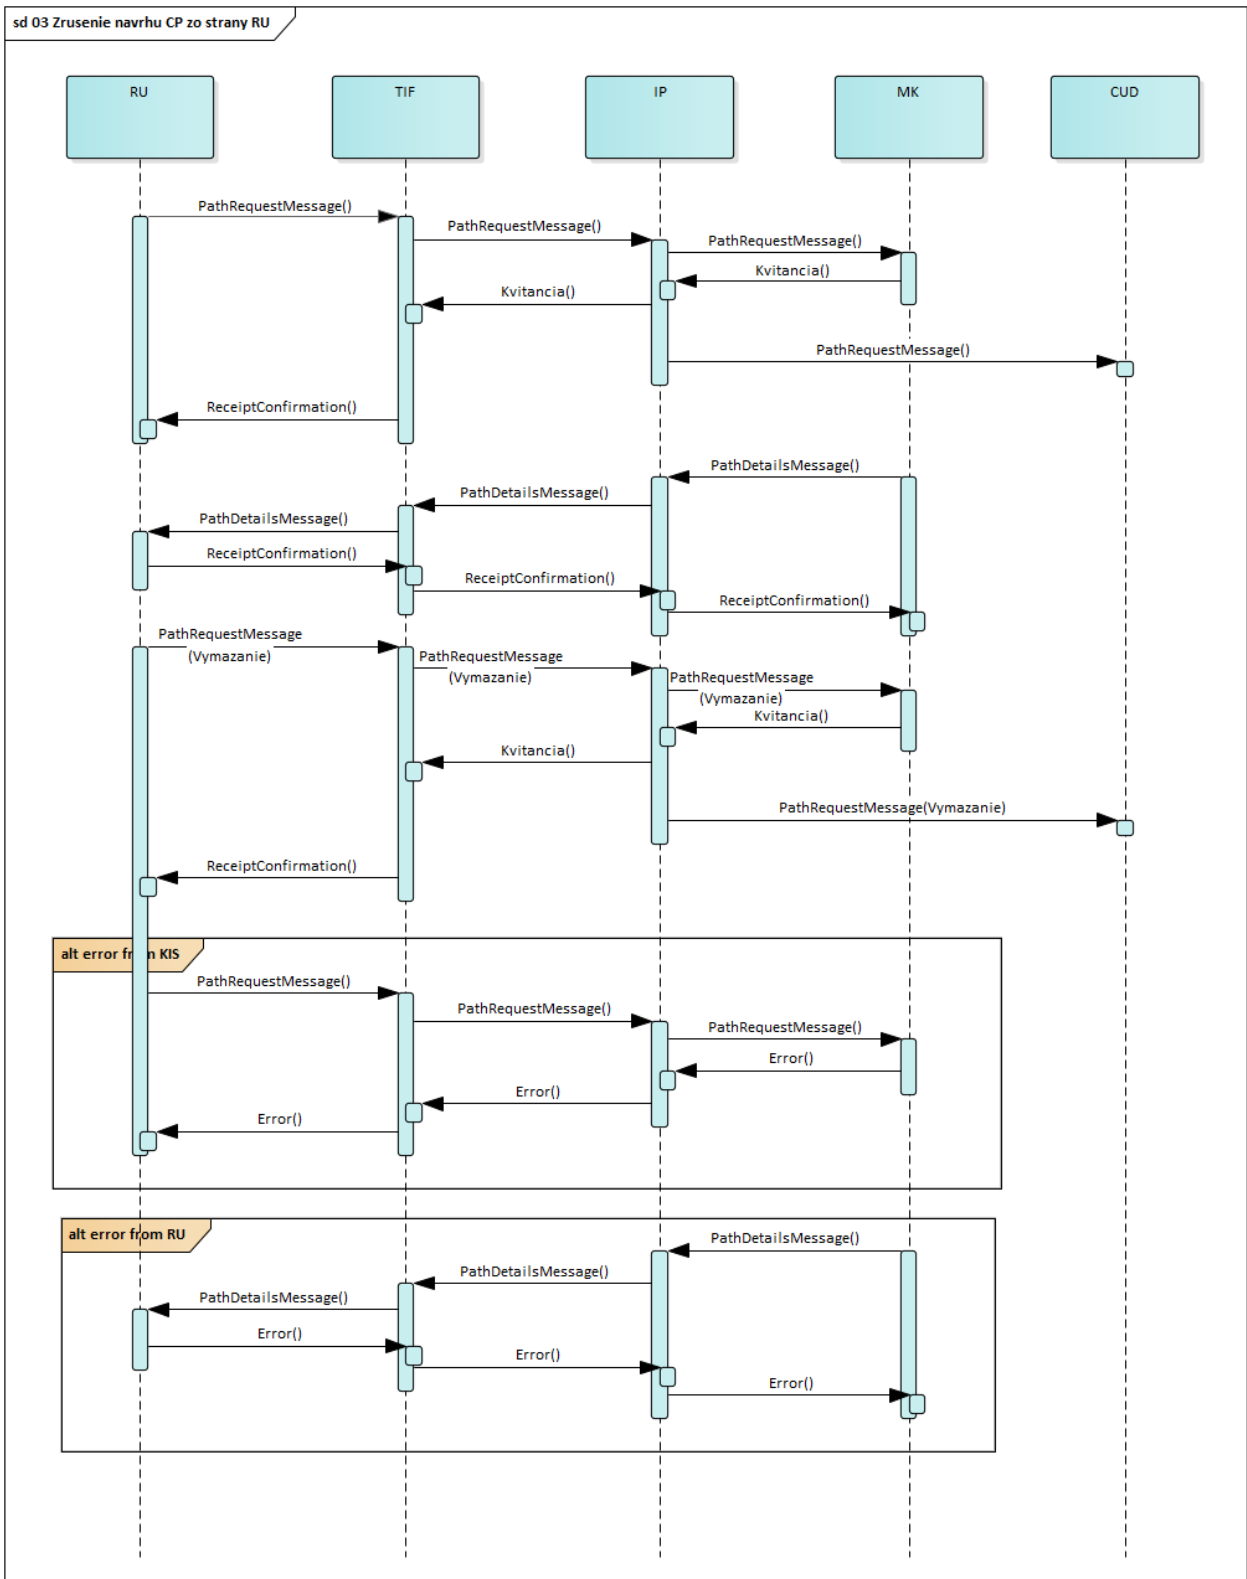 sd 03 Zrusenie navrhu CP zo strany RU
RU
TIF
IP
MK
CUD
PathRequestMessage()
PathRequestMessage()
PathRequestMessage()
Kvitancia()
Kvitancia()
PathRequestMessage()
ReceiptConfirmation()
PathDetailsMessage()
PathDetailsMessage()
PathDetailsMessage()
ReceiptConfirmation()
ReceiptConfirmation()
ReceiptConfirmation()
PathRequestMessage
(Vymazanie)
PathRequestMessage
(Vymazanie)
PathRequestMessage
(Vymazanie)
Kvitancia()
Kvitancia()
PathRequestMessage(Vymazanie)
ReceiptConfirmation()
alt error from KIS
PathRequestMessage()
PathRequestMessage()
PathRequestMessage()
Error()
Error()
Error()
alt error from RU
PathDetailsMessage()
PathDetailsMessage()
PathDetailsMessage()
Error()
Error()
Error()